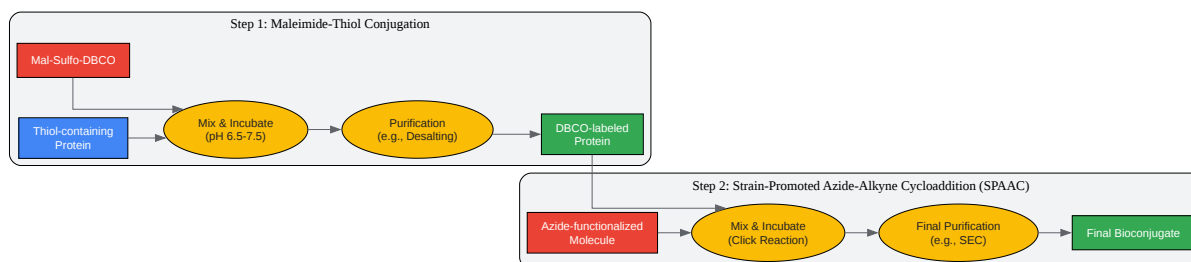 Step 1: Maleimide-Thiol Conjugation
Mal-Sulfo-DBCO
Thiol-containing
Protein
Mix & Incubate
(pH 6.5-7.5)
Purification
(e.g., Desalting)
DBCO-labeled
Protein
Step 2: Strain-Promoted Azide-Alkyne Cycloaddition (SPAAC)
Azide-functionalized
Molecule
Mix & Incubate
(Click Reaction)
Final Purification
(e.g., SEC)
Final Bioconjugate